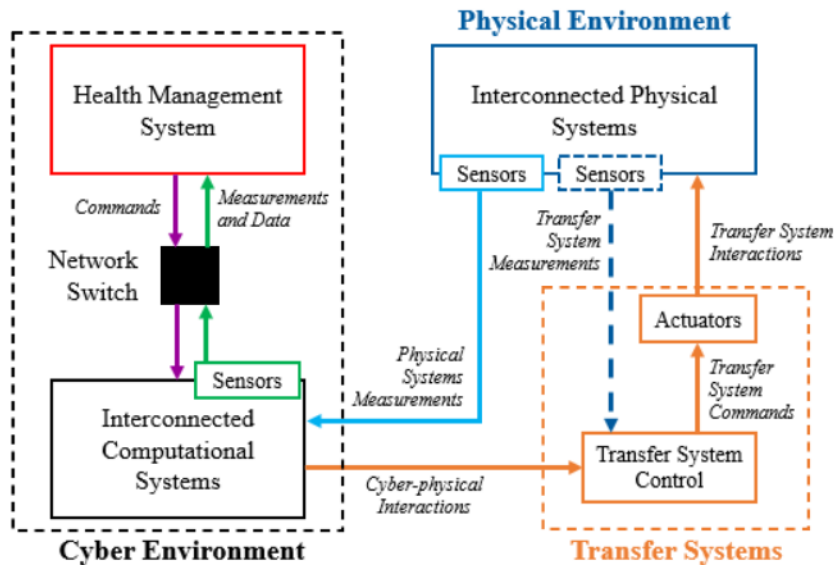 Physical Environment
Health Management
System
Interconnected Physical
Systems
Sensors
Sensors
Commands
Measurements
and Data
Transfer
System
Measurements
Transfer System
Interactions
Network
Switch
Actuators
Sensors
Physical
Systems
Measurements
Transfer
System
Commands
Interconnected
Computational
Systems
Transfer System
Control
Cyber-physical
Interactions
Cyber Environment
Transfer Systems